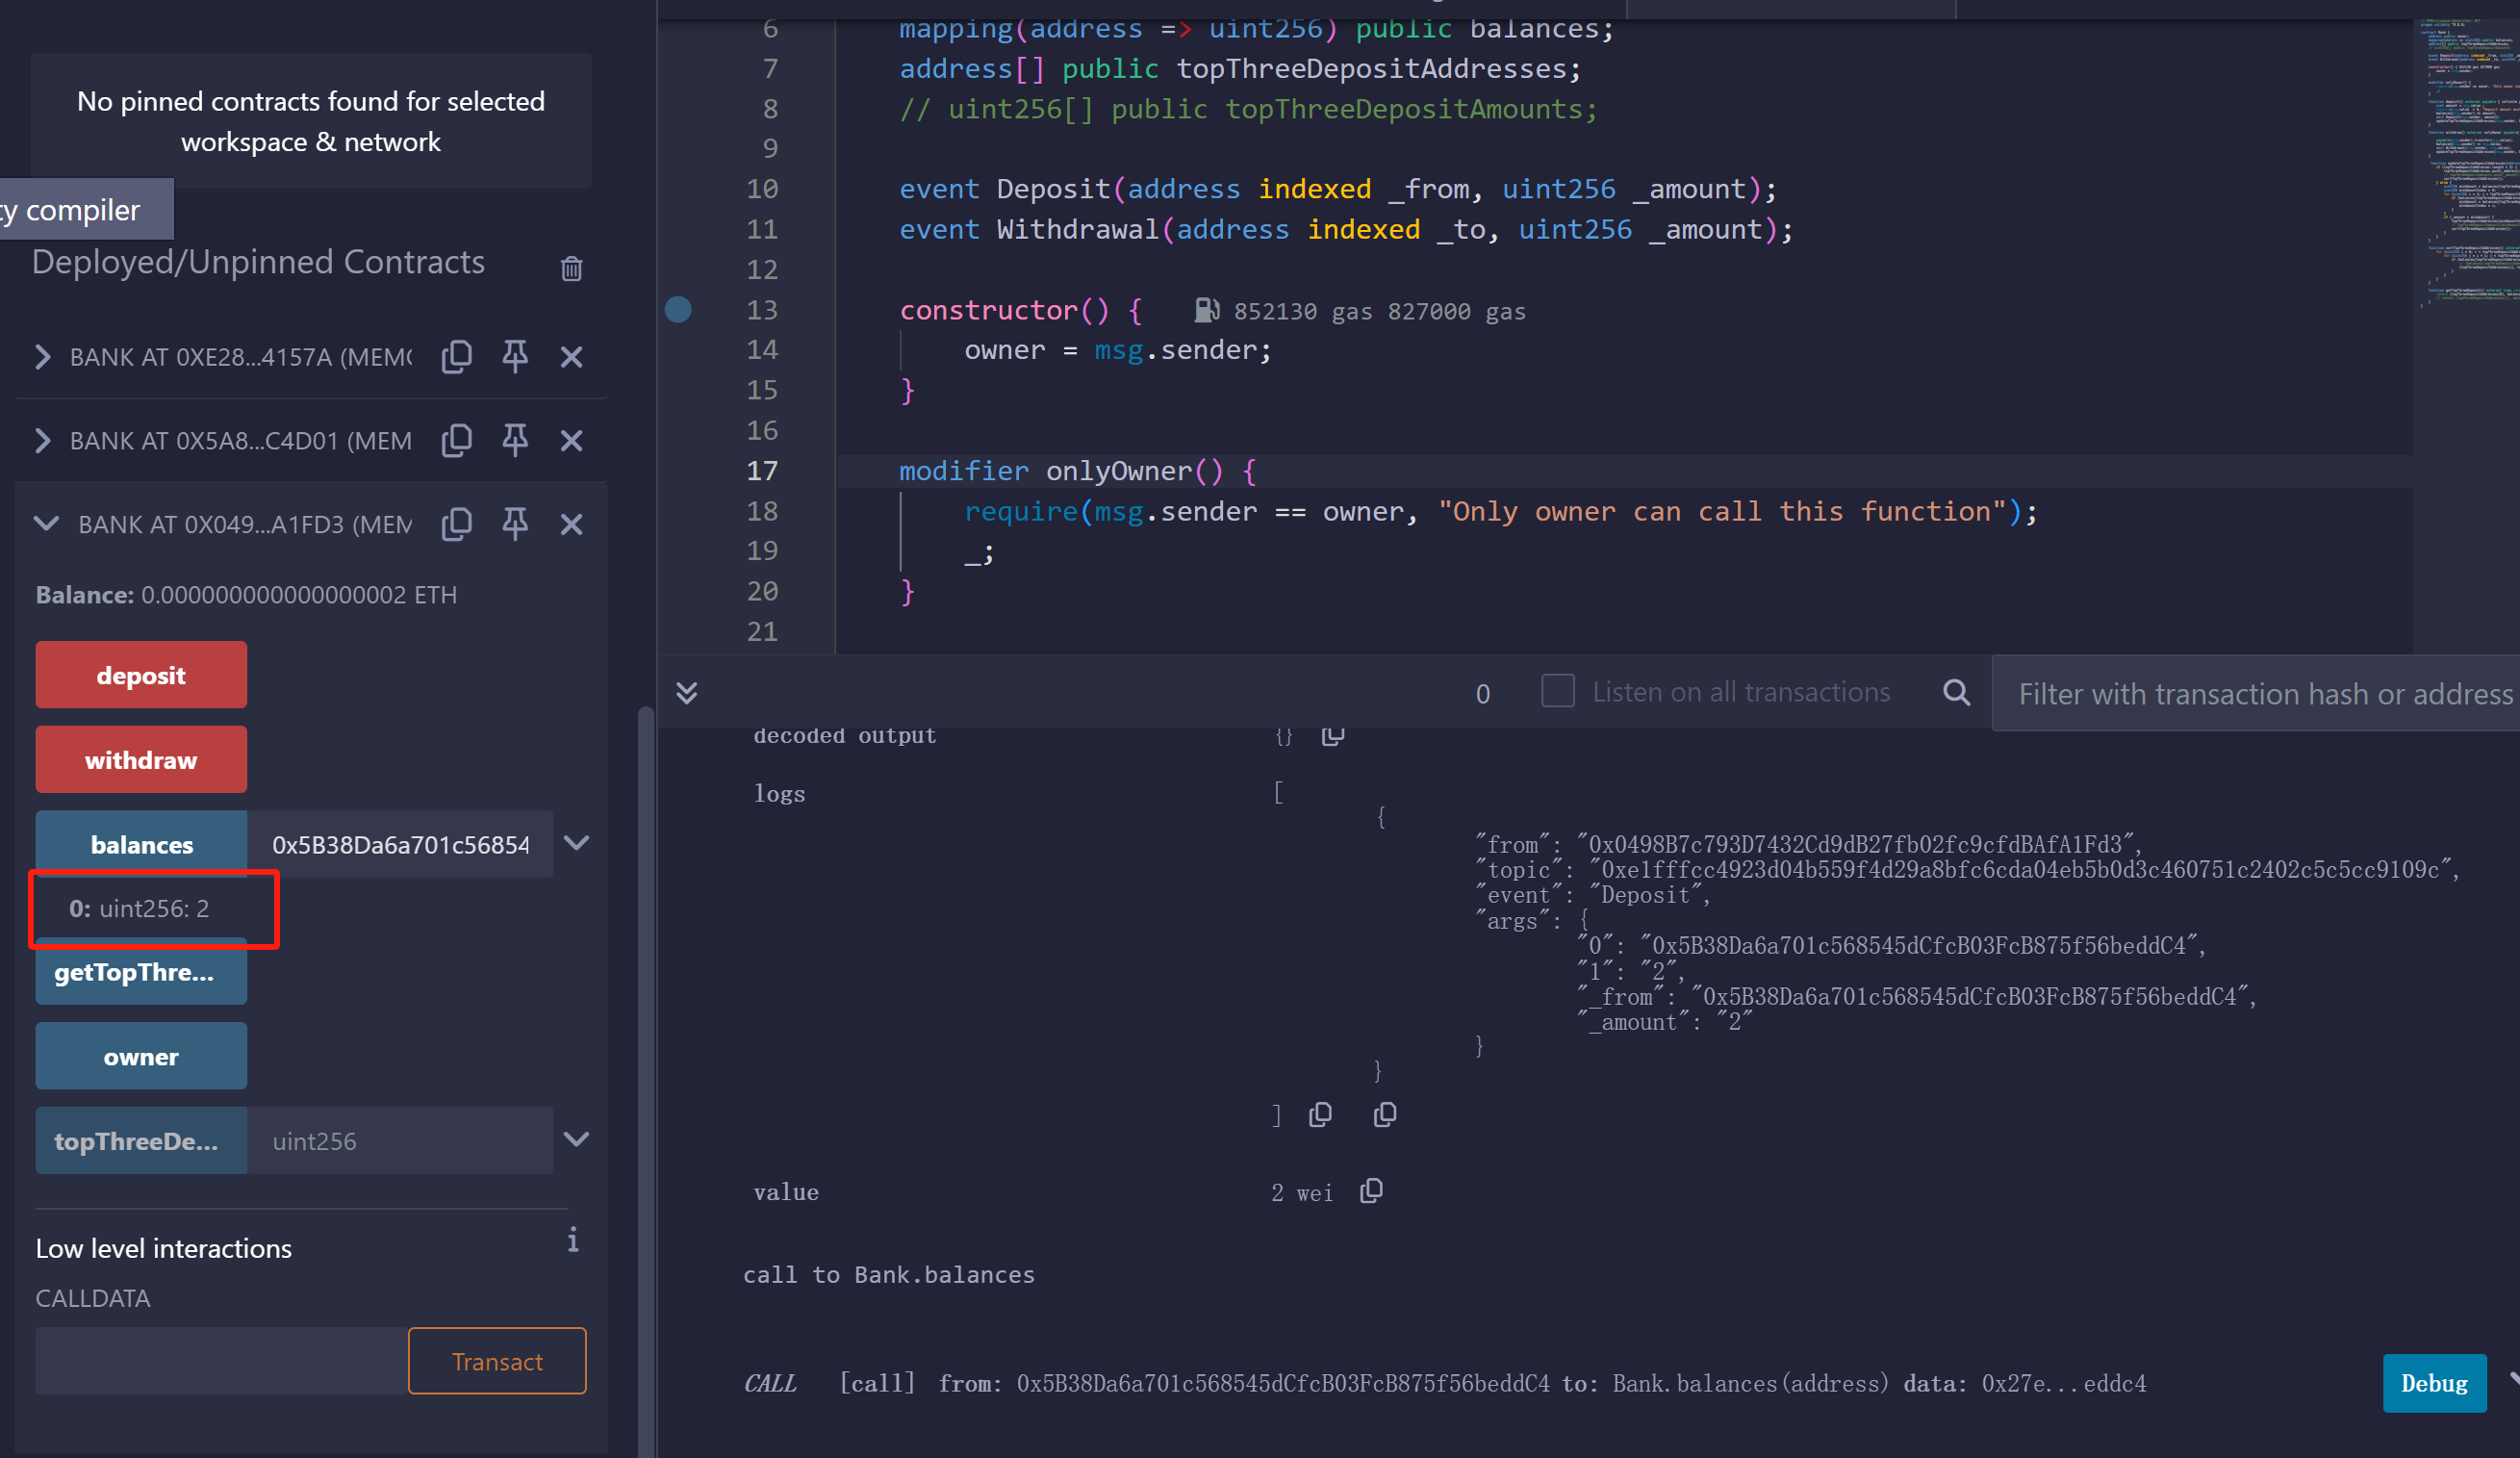 No pinned contracts found for selected
workspace & network
ty compiler
Deployed/Unpinned Contracts
BANK AT 0XE28...4157A (MEMO
BANK AT 0X5A8...C4D01 (MEM
BANK AT 0X049...A1FD3 (MEM
Balance: 0.000000000000000002 ETH
deposit
withdraw
balances 0x5B38Da6a701c56854
0: uint256: 2
getTopThre...
owner
topThreeDe... uint256
Low level interactions
CALLDATA
Transact
6 mapping(address => uint256) public balances;
7 address[] public topThreeDepositAddresses;
8 // uint256[] public topThreeDepositAmounts;
9
10 event Deposit(address indexed _from, uint256 _amount);
11 event Withdrawal(address indexed _to, uint256 _amount);
12
13 constructor() { 852130 gas 827000 gas
14 owner = msg.sender;
15 }
16
17 modifier onlyOwner() {
18 require(msg.sender == owner, "Only owner can call this function");
19 _;
20 }
21
0 Listen on all transactions Filter with transaction hash or address
decoded output {}
logs [
{
"from": "0x0498B7c793D7432Cd9dB27fb02fc9cfdBAfA1Fd3",
"topic": "0xe1fffcc4923d04b559f4d29a8bfc6cda04eb5b0d3c460751c2402c5c5cc9109c",
"event": "Deposit",
"args": {
"0": "0x5B38Da6a701c568545dCfcB03FcB875f56beddC4",
"1": "2",
"_from": "0x5B38Da6a701c568545dCfcB03FcB875f56beddC4",
"_amount": "2"
}
}
]
value 2 wei
call to Bank.balances
CALL [call] from: 0x5B38Da6a701c568545dCfcB03FcB875f56beddC4 to: Bank.balances(address) data: 0x27e...eddc4
Debug